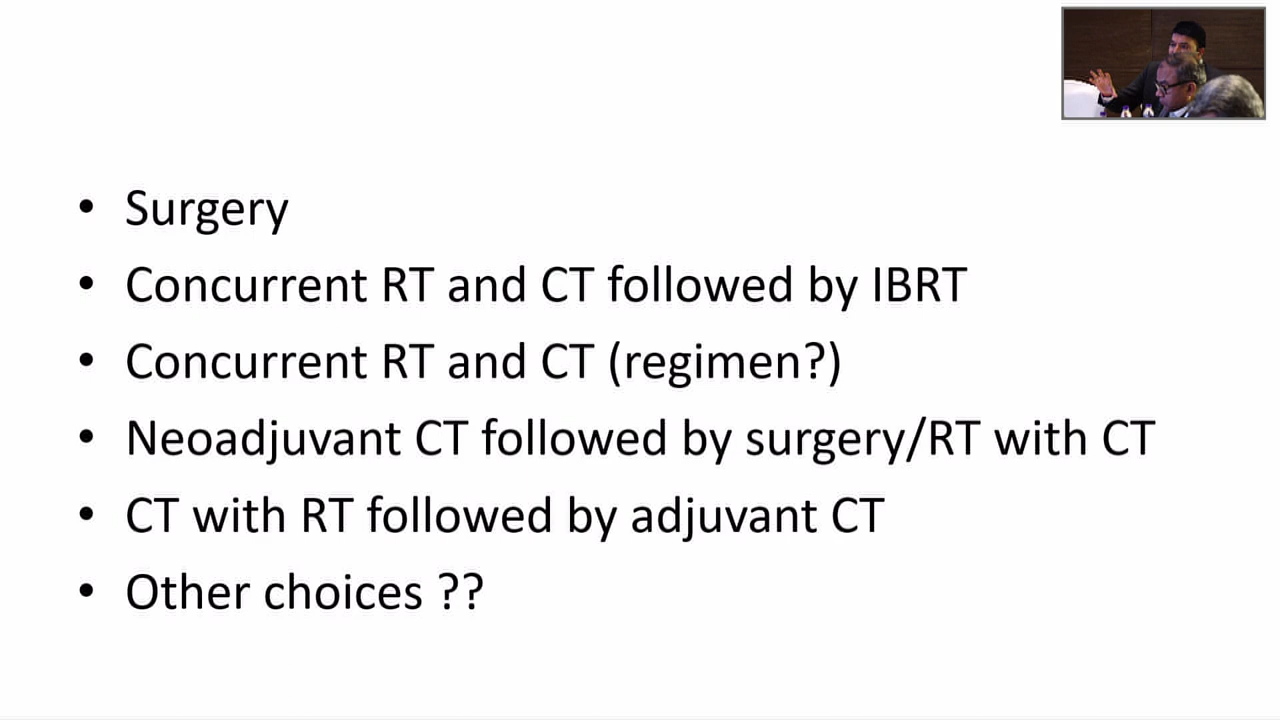 • Surgery
• Concurrent RT and CT followed by IBRT
• Concurrent RT and CT (regimen?)
• Neoadjuvant CT followed by surgery/RT with CT
• CT with RT followed by adjuvant CT
• Other choices ??